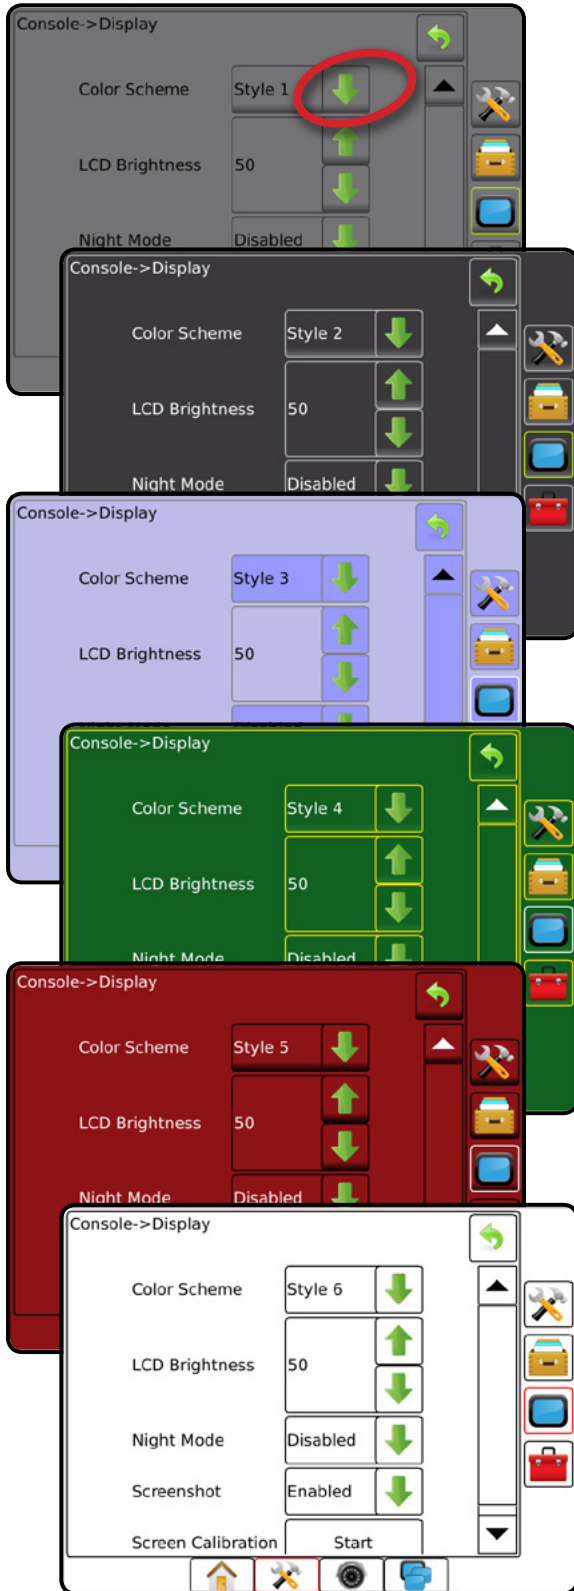 Console->Display
Color Scheme Style 1
LCD Brightness 50
Night Mode Disabled
Console->Display
Color Scheme Style 2
LCD Brightness 50
Night Mode Disabled
Console->Display
Color Scheme Style 3
LCD Brightness 50
Console->Display
Color Scheme Style 4
LCD Brightness 50
Night Mode Disabled
Console->Display
Color Scheme Style 5
LCD Brightness 50
Night Mode Disabled
Console->Display
Color Scheme Style 6
LCD Brightness 50
Night Mode Disabled
Screenshot Enabled
Screen Calibration Start